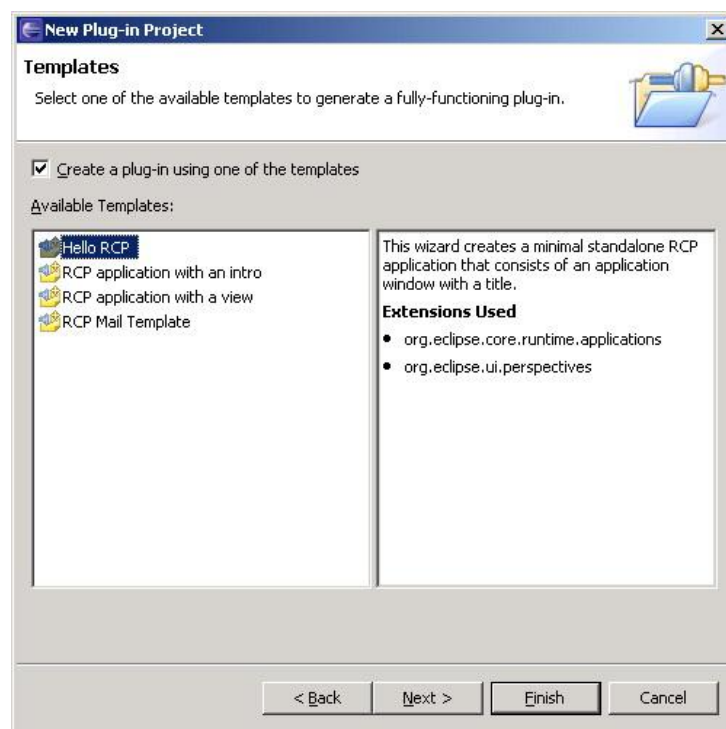 New Plug-in Project
Templates
Select one of the available templates to generate a fully-functioning plug-in.
Create a plug-in using one of the templates
Available Templates:
Hello RCP
RCP application with an intro
RCP application with a view
RCP Mail Template
This wizard creates a minimal standalone RCP
application that consists of an application
window with a title.
Extensions Used
• org.eclipse.core.runtime.applications
• org.eclipse.ui.perspectives
< Back
Next >
Finish
Cancel